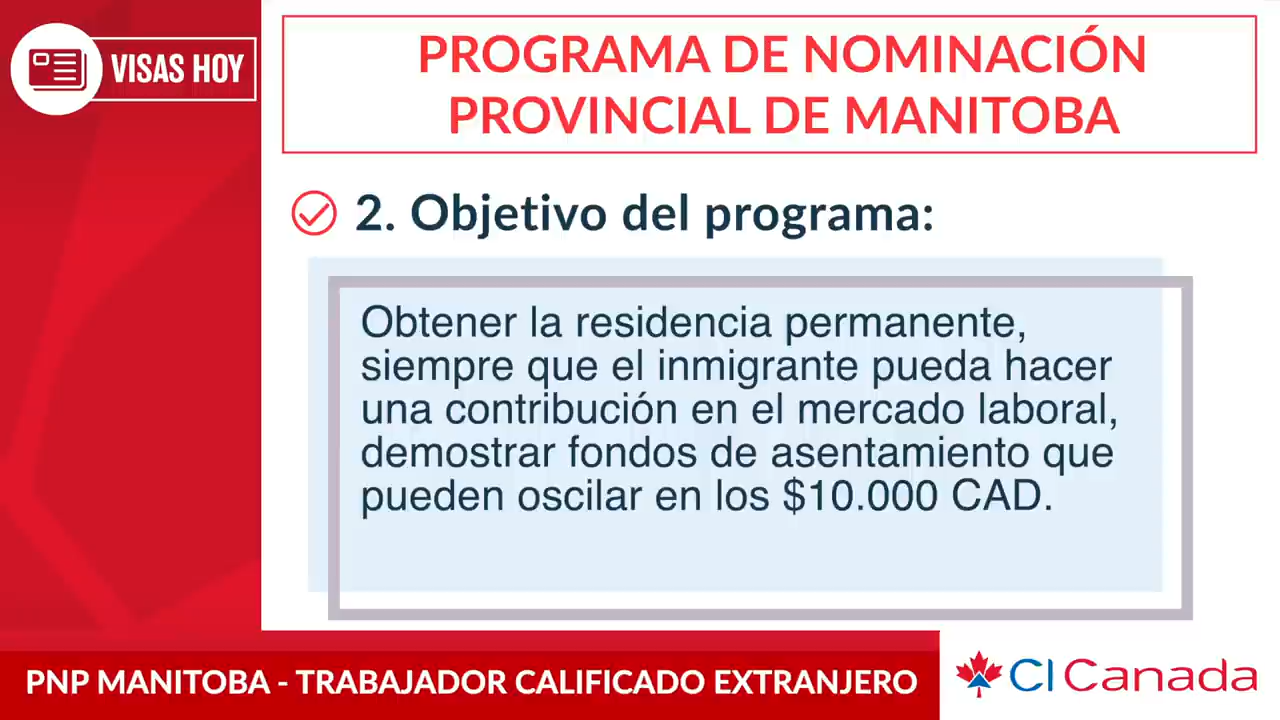 VISAS HOY
PROGRAMA DE NOMINACIÓN
PROVINCIAL DE MANITOBA
2. Objetivo del programa:
Obtener la residencia permanente,
siempre que el inmigrante pueda hacer
una contribución en el mercado laboral,
demostrar fondos de asentamiento que
pueden oscilar en los $10.000 CAD.
PNP MANITOBA - TRABAJADOR CALIFICADO EXTRANJERO
CI Canada